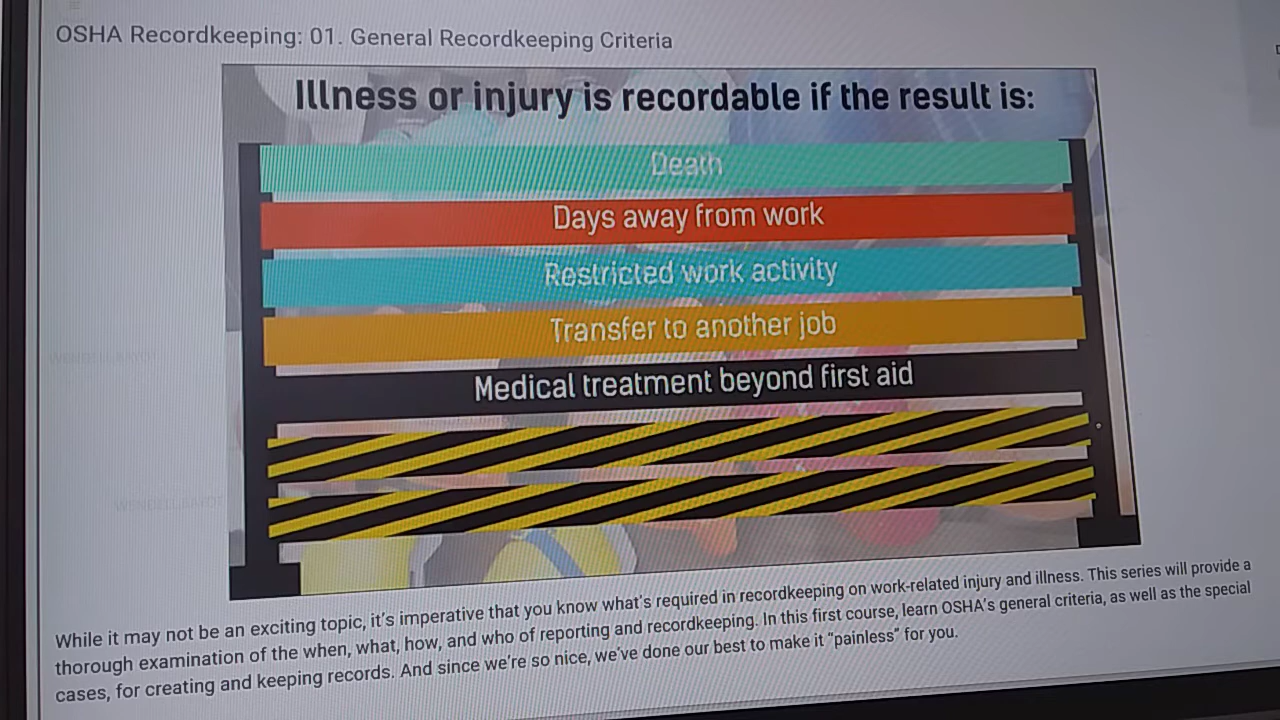 OSHA Recordkeeping: 01. General Recordkeeping Criteria
Illness or injury is recordable if the result is:
Death
Days away from work
Restricted work activity
Transfer to another job
Medical treatment beyond first aid
While it may not be an exciting topic, it's imperative that you know what's required in recordkeeping on work-related injury and illness. This series will provide a
thorough examination of the when, what, how, and who of reporting and recordkeeping. In this first course, learn OSHA's general criteria, as well as the special
cases, for creating and keeping records. And since we're so nice, we've done our best to make it "painless" for you.